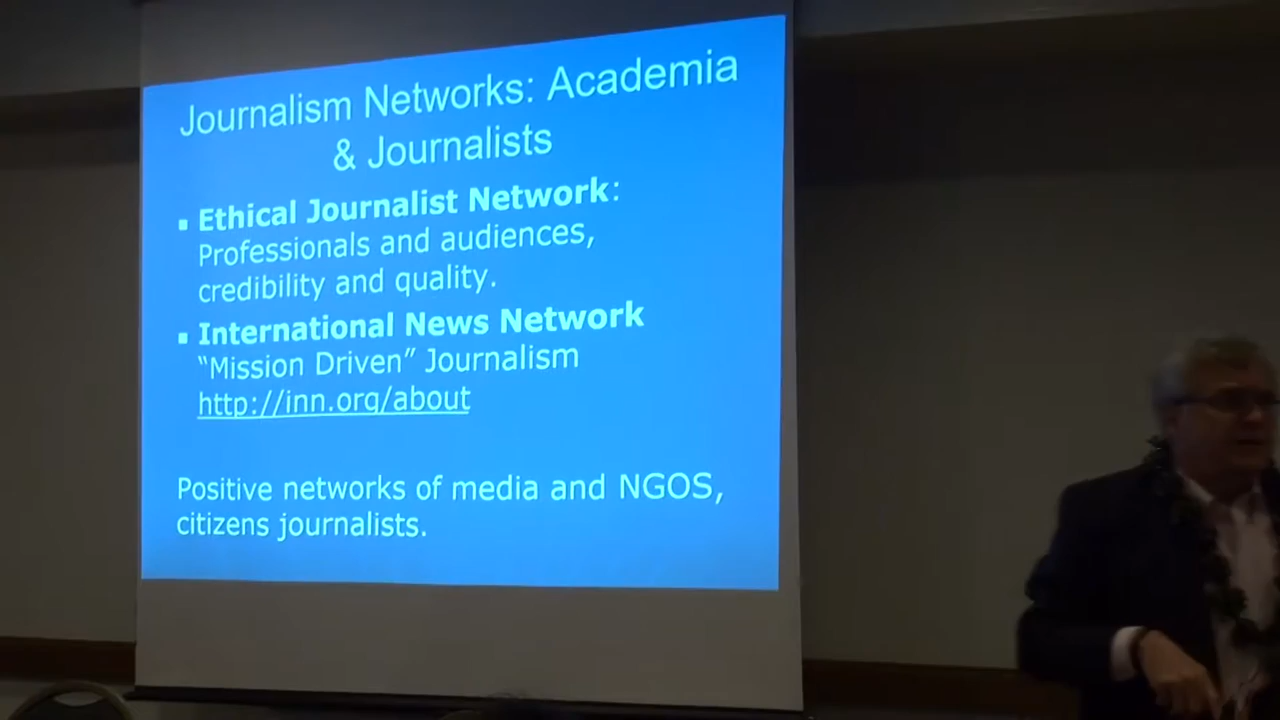 Journalism Networks: Academia
& Journalists
▪ Ethical Journalist Network:
Professionals and audiences,
credibility and quality.
▪ International News Network
“Mission Driven” Journalism
http://inn.org/about
Positive networks of media and NGOS,
citizens journalists.